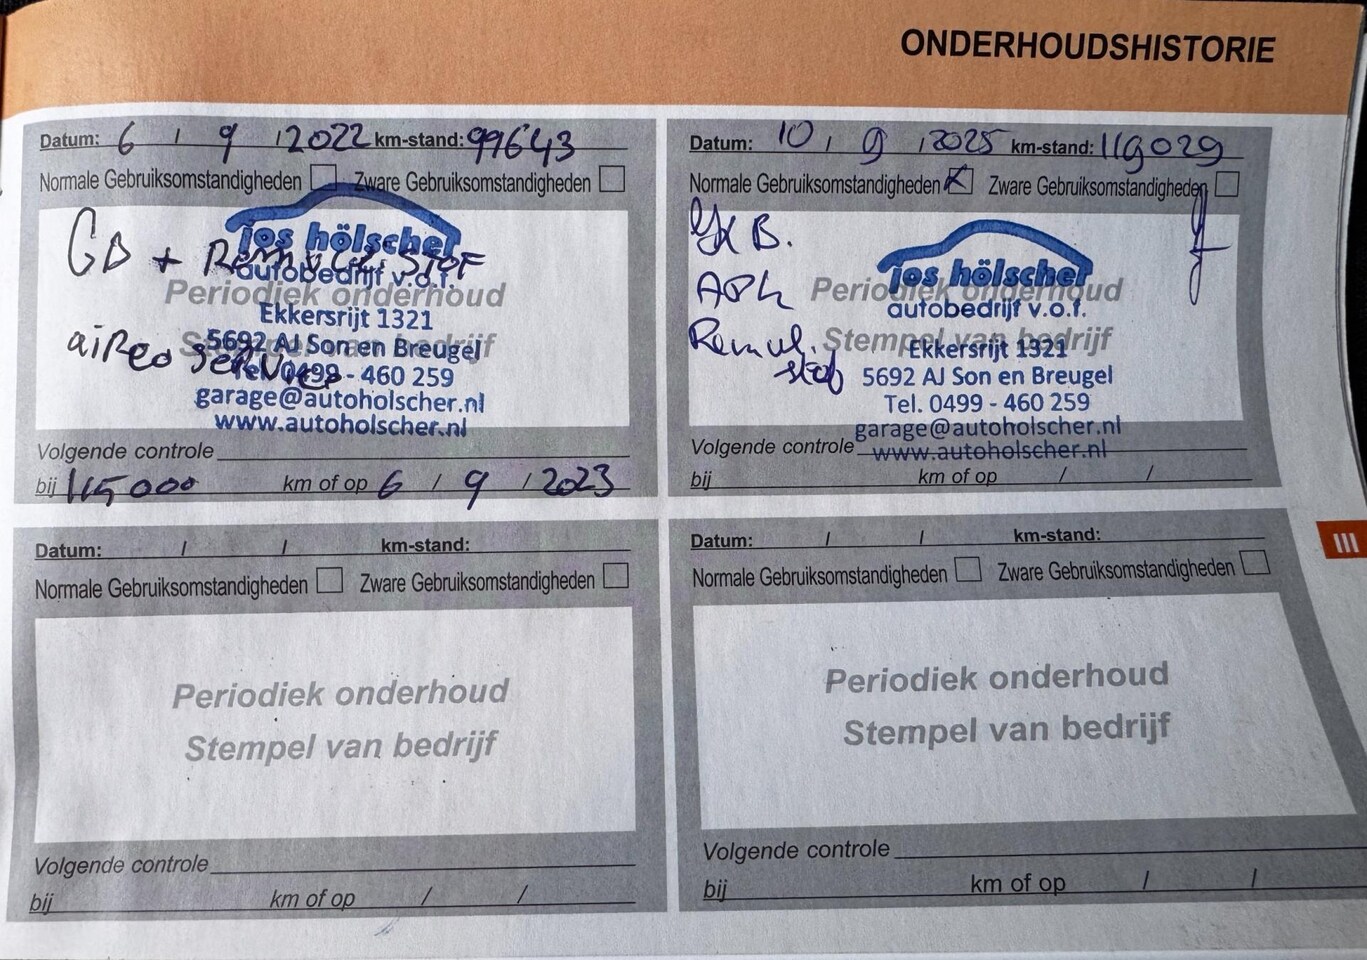 ONDERHOUDSHISTORIE
Datum: 6 / 9 / 2022 km-stand: 99643
Normale Gebruiksomstandigheden Zware Gebruiksomstandigheden
jos hölscher
GB + Remvl. stof
autobedrijf v.o.f.
Periodiek onderhoud
Ekkersrijt 1321
airco service
Stempel van bedrijf
5692 AJ Son en Breugel
Tel. 0499 - 460 259
garage@autoholscher.nl
www.autoholscher.nl
Volgende controle
bij 115000 km of op 6 / 9 / 2023
Datum: 10 / 9 / 2025 km-stand: 119029
Normale Gebruiksomstandigheden Zware Gebruiksomstandigheden
B.
jos hölscher
APK
Periodiek onderhoud
autobedrijf v.o.f.
Remvl.
stof
Stempel van bedrijf
Ekkersrijt 1321
5692 AJ Son en Breugel
Tel. 0499 - 460 259
garage@autoholscher.nl
Volgende controle
www.autoholscher.nl
bij km of op / /
III
Datum: / / km-stand:
Normale Gebruiksomstandigheden Zware Gebruiksomstandigheden
Periodiek onderhoud
Stempel van bedrijf
Volgende controle
bij km of op / /
Datum: / / km-stand:
Normale Gebruiksomstandigheden Zware Gebruiksomstandigheden
Periodiek onderhoud
Stempel van bedrijf
Volgende controle
bij km of op / /